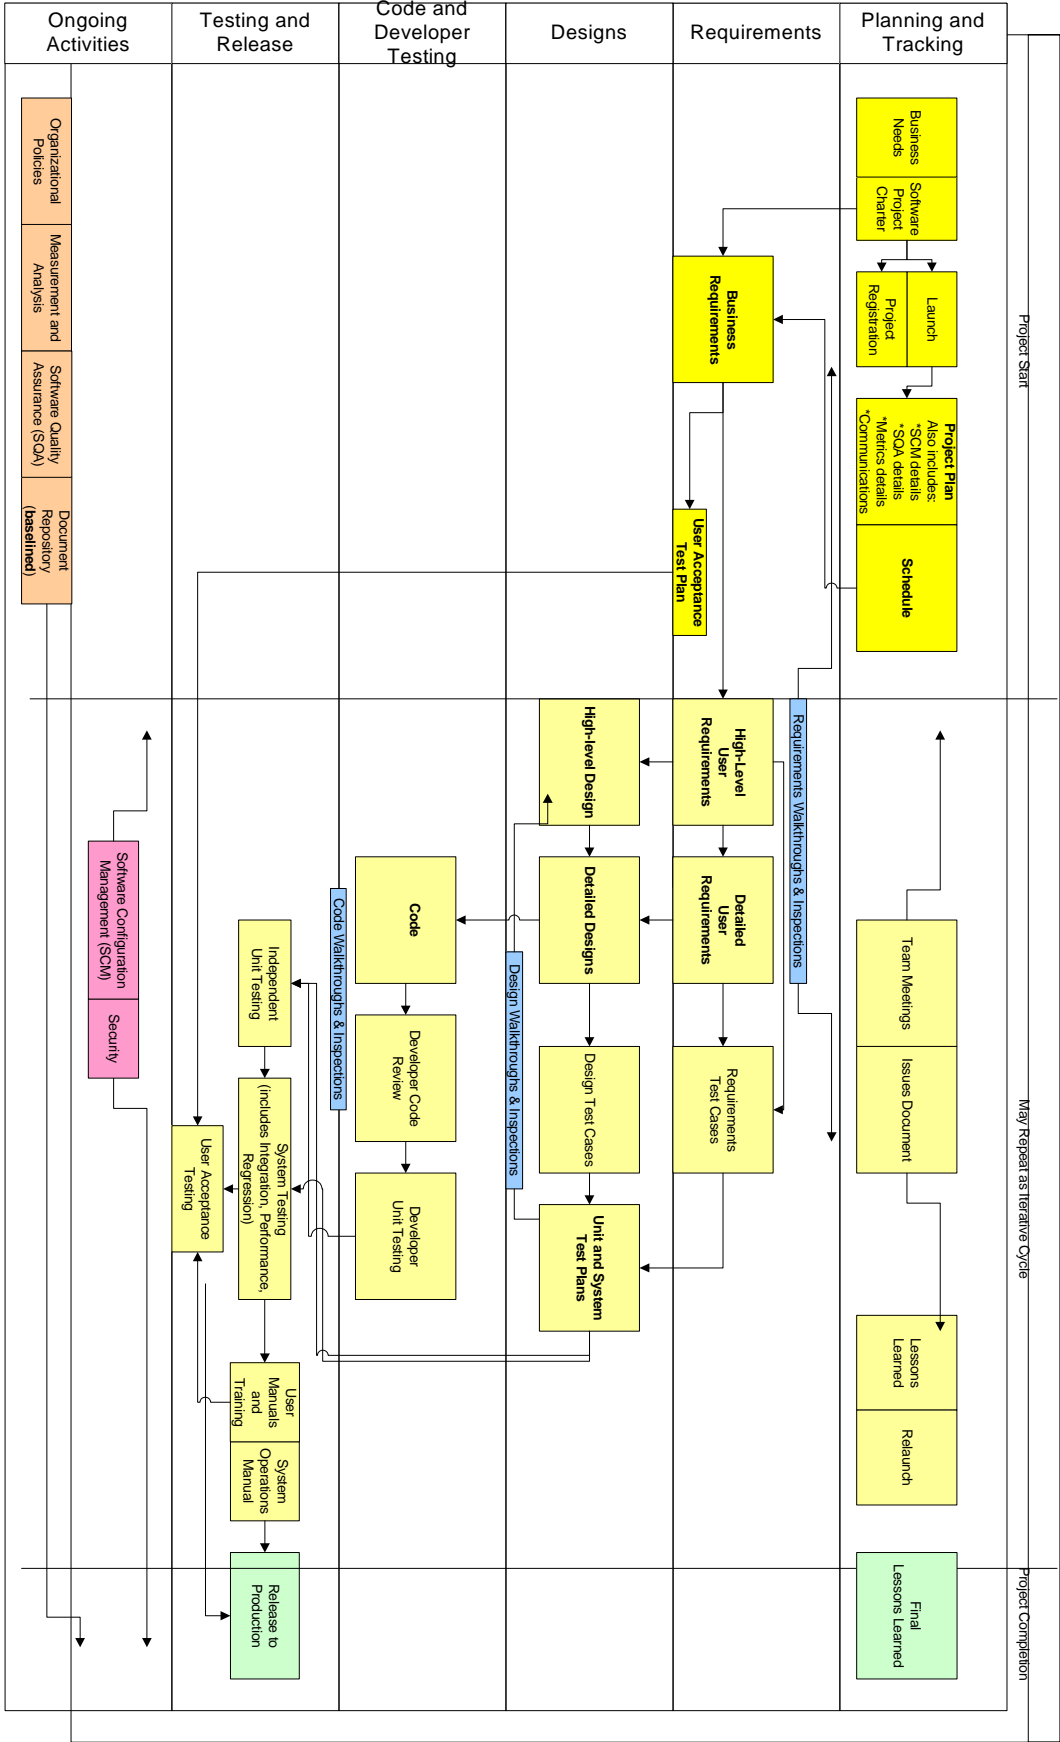 Ongoing
Activities
Testing and
Release
Code and
Developer
Testing
Designs
Requirements
Planning and
Tracking
Project Start
May Repeat as Iterative Cycle
Project Completion
Business
Needs
Software
Project
Charter
Launch
Project
Registration
Project Plan
Also includes:
*SCM details
*SQA details
*Metrics details
*Communications
Schedule
Team Meetings
Issues Document
Lessons
Learned
Relaunch
Final
Lessons Learned
Business
Requirements
User Acceptance
Test Plan
Requirements Walkthroughs & Inspections
High-Level
User
Requirements
Detailed
User
Requirements
Requirements
Test Cases
High-level Design
Detailed Designs
Design Test Cases
Unit and System
Test Plans
Design Walkthroughs & Inspections
Code
Developer Code
Review
Developer
Unit Testing
Code Walkthroughs & Inspections
Independent
Unit Testing
System Testing
(includes Integration, Performance,
Regression)
User
Manuals
and
Training
System
Operations
Manual
Release to
Production
User Acceptance
Testing
Software Configuration
Management (SCM)
Security
Organizational
Policies
Measurement and
Analysis
Software Quality
Assurance (SQA)
Document
Repository
(baselined)